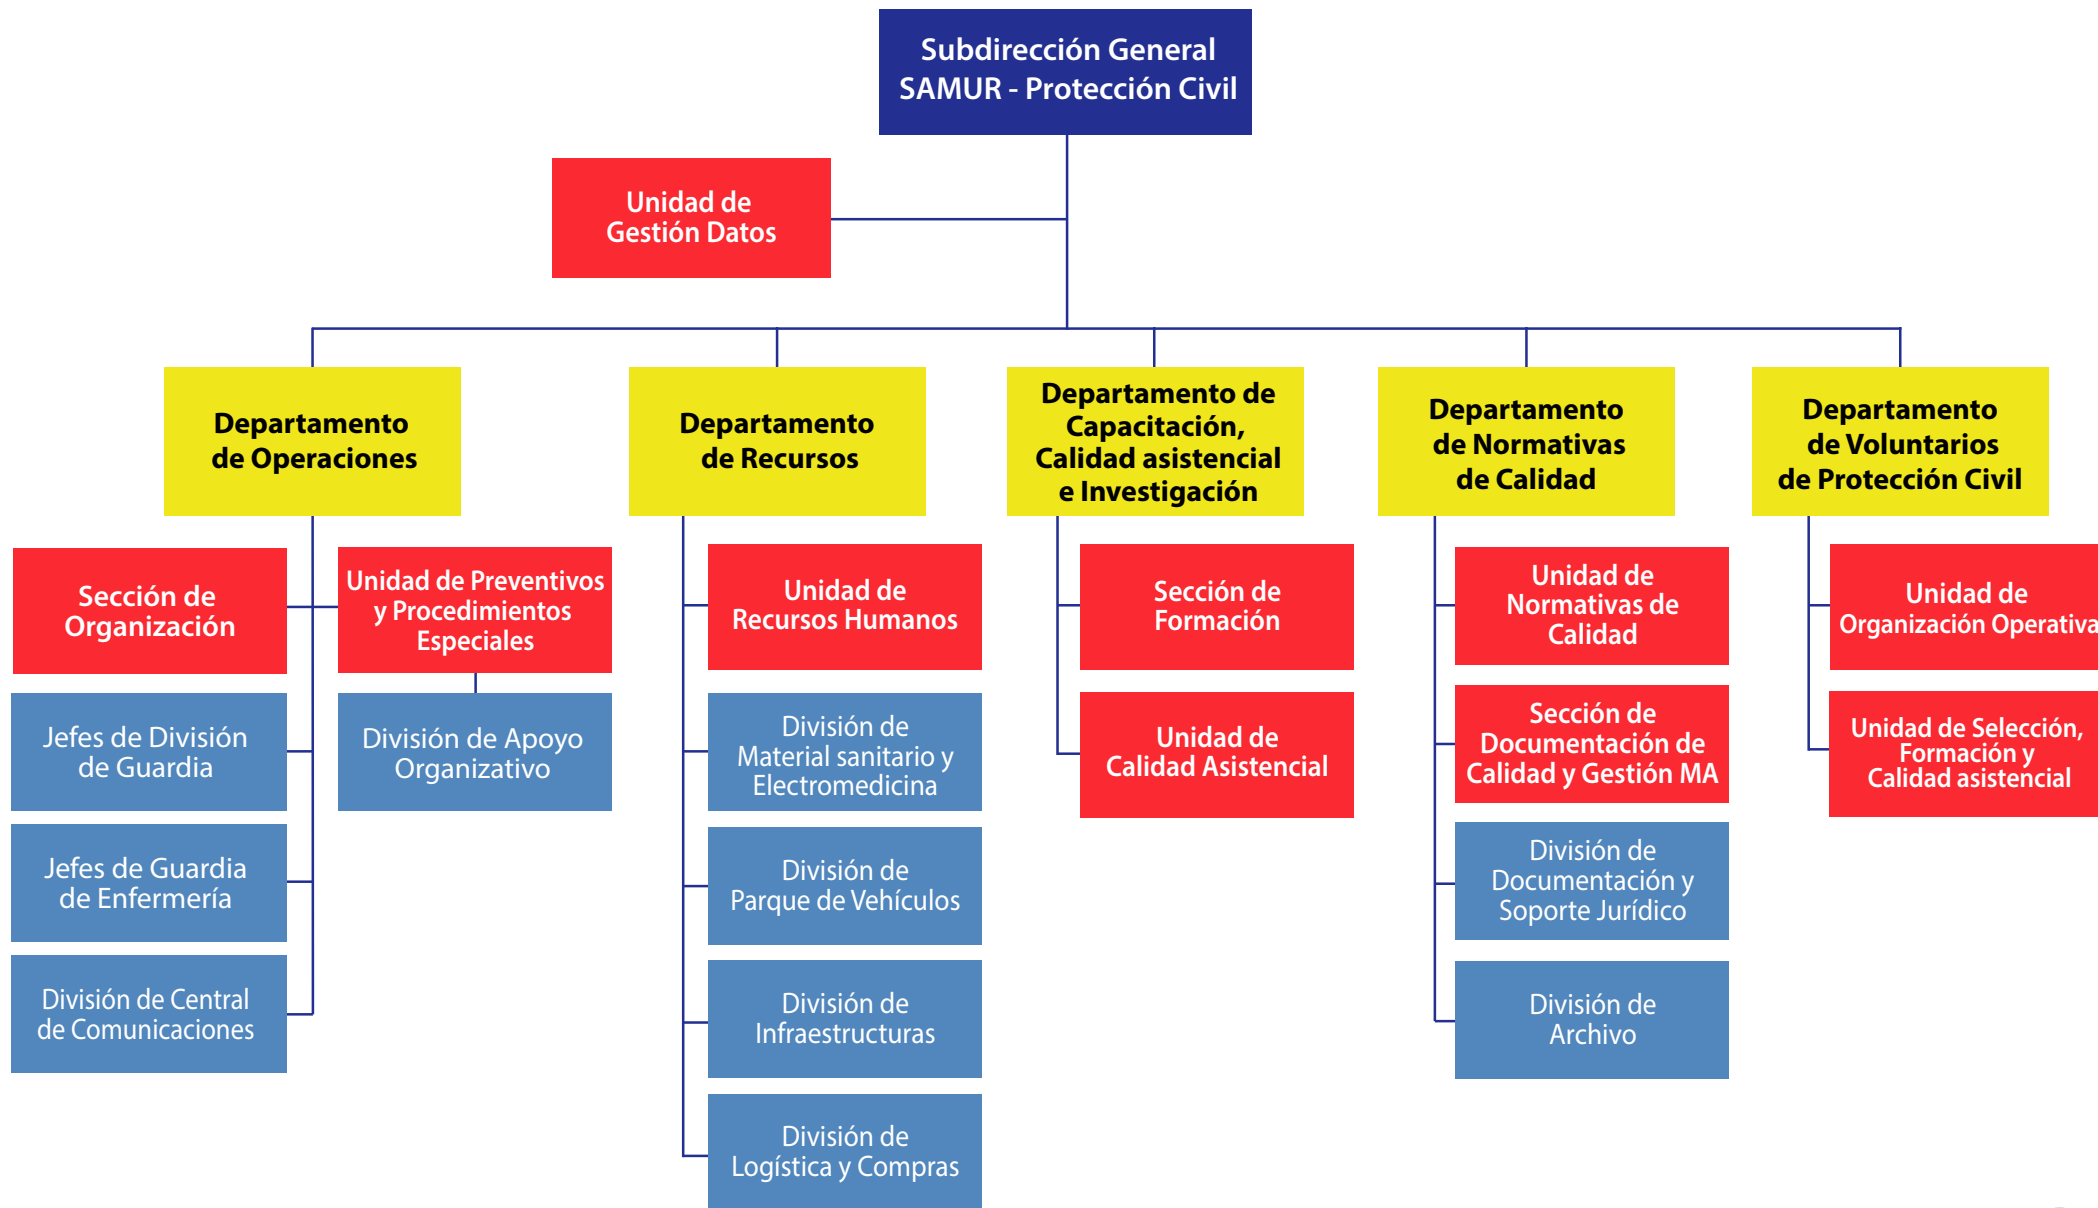 Subdirección General
SAMUR - Protección Civil
Unidad de
Gestión Datos
Departamento
de Operaciones
Departamento
de Recursos
Departamento de
Capacitación,
Calidad asistencial
e Investigación
Departamento
de Normativas
de Calidad
Departamento
de Voluntarios
de Protección Civil
Sección de
Organización
Unidad de Preventivos
y Procedimientos
Especiales
Jefes de División
de Guardia
División de Apoyo
Organizativo
Jefes de Guardia
de Enfermería
División de Central
de Comunicaciones
Unidad de
Recursos Humanos
División de
Material sanitario y
Electromedicina
División de
Parque de Vehículos
División de
Infraestructuras
División de
Logística y Compras
Sección de
Formación
Unidad de
Calidad Asistencial
Unidad de
Normativas de
Calidad
Sección de
Documentación de
Calidad y Gestión MA
División de
Documentación y
Soporte Jurídico
División de
Archivo
Unidad de
Organización Operativa
Unidad de Selección,
Formación y
Calidad asistencial